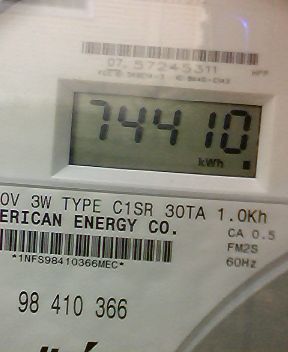 07. 57245311
74410
kWh
0V 3W TYPE C1SR 30TA 1.0Kh
ERICAN ENERGY CO.
CA 0.5
FM2S
*1NFS98410366MEC*
60Hz
98 410 366